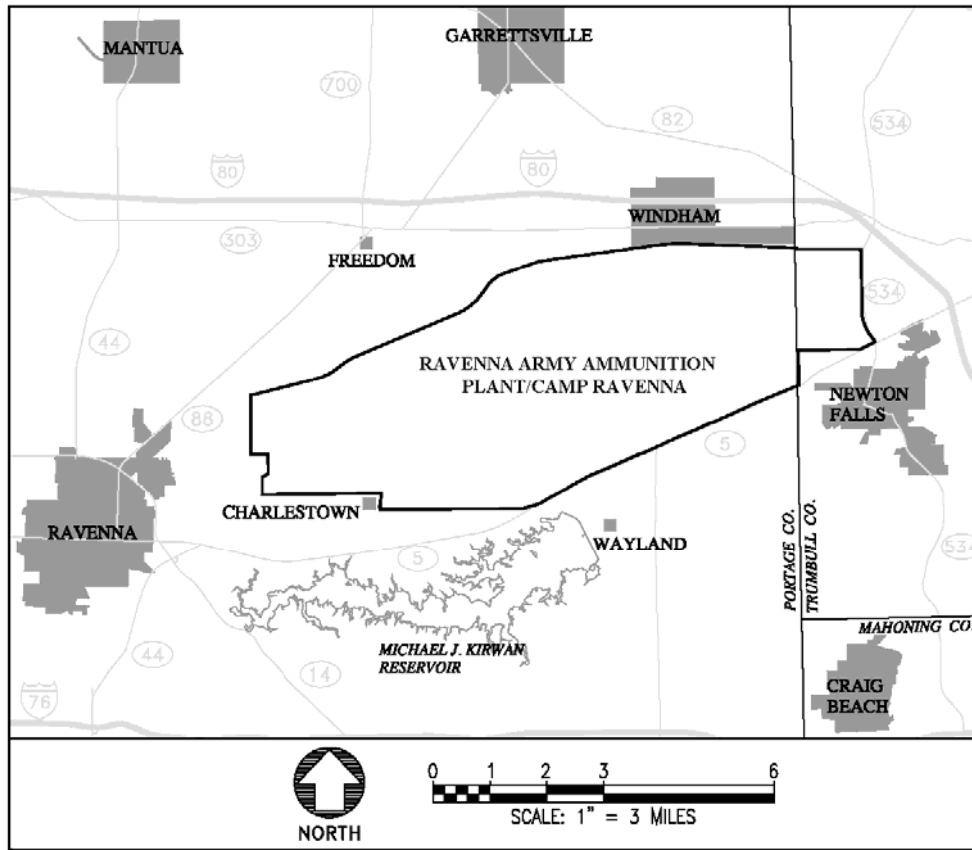 MANTUA
GARRETTSVILLE
700
82
534
80
80
WINDHAM
303
FREEDOM
534
44
RAVENNA ARMY AMMUNITION
PLANT/CAMP RAVENNA
NEWTON
FALLS
88
5
CHARLESTOWN
RAVENNA
WAYLAND
5
PORTAGE CO.
TRUMBULL CO.
534
MAHONING CO.
44
MICHAEL J. KIRWAN
RESERVOIR
14
76
CRAIG
BEACH
0 1 2 3 6
SCALE: 1" = 3 MILES
NORTH